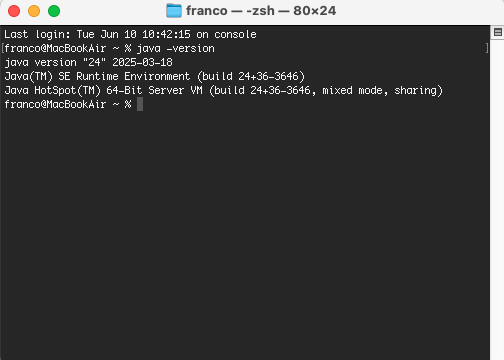 franco — -zsh — 80×24
Last login: Tue Jun 10 10:42:15 on console
[franco@MacBookAir ~ % java -version ]
java version "24" 2025-03-18
Java(TM) SE Runtime Environment (build 24+36-3646)
Java HotSpot(TM) 64-Bit Server VM (build 24+36-3646, mixed mode, sharing)
franco@MacBookAir ~ %